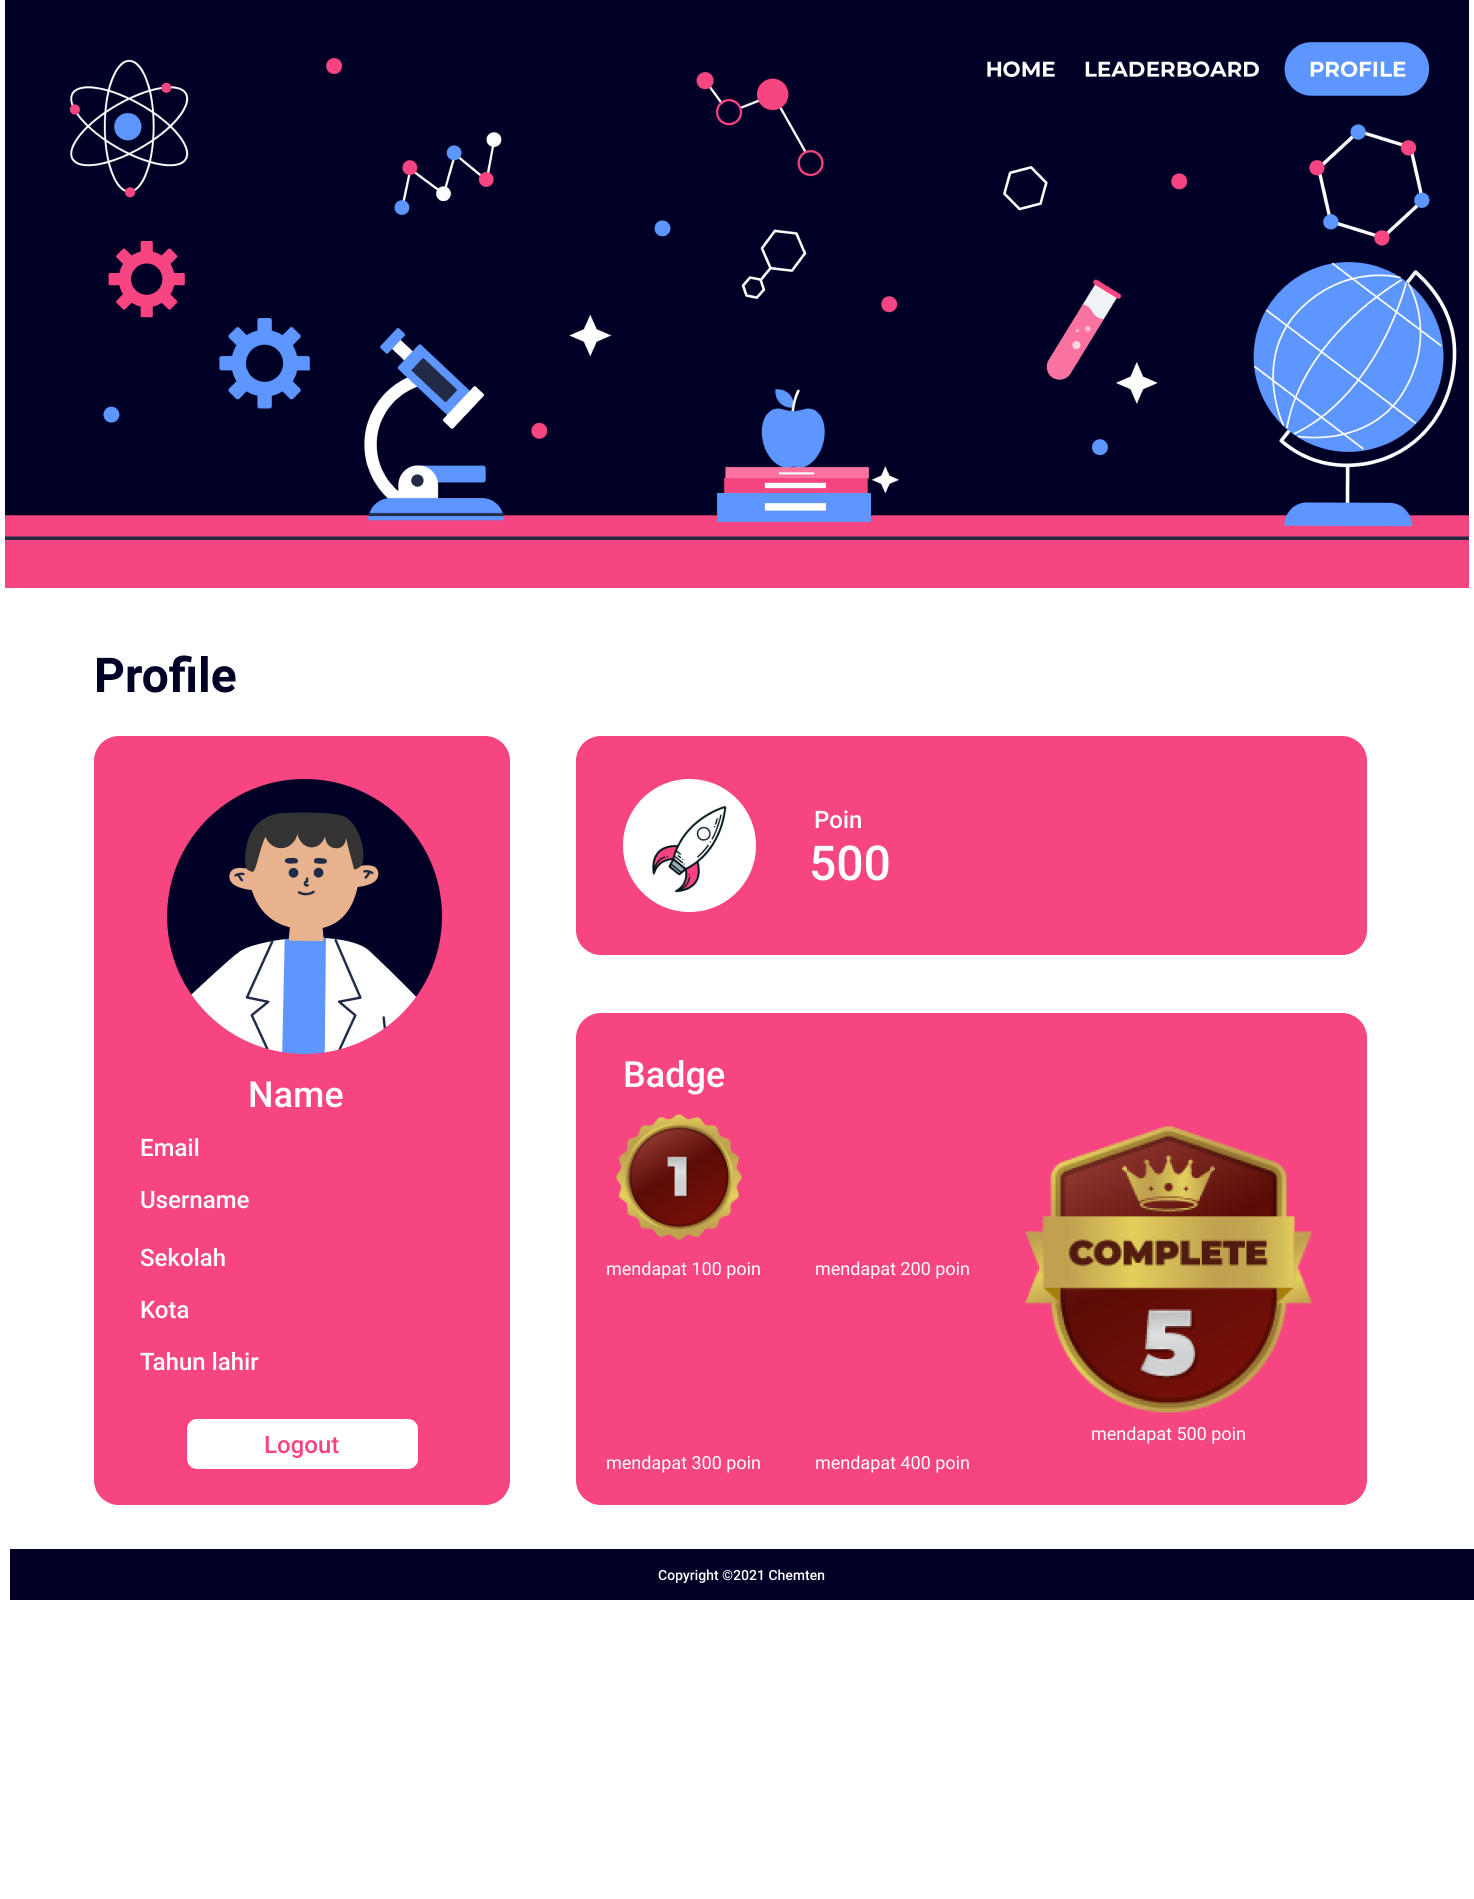 HOME LEADERBOARD PROFILE
Profile
Name
Email
Username
Sekolah
Kota
Tahun lahir
Logout
Poin
500
Badge
1
mendapat 100 poin
mendapat 200 poin
mendapat 300 poin
mendapat 400 poin
COMPLETE
5
mendapat 500 poin
Copyright ©2021 Chemten